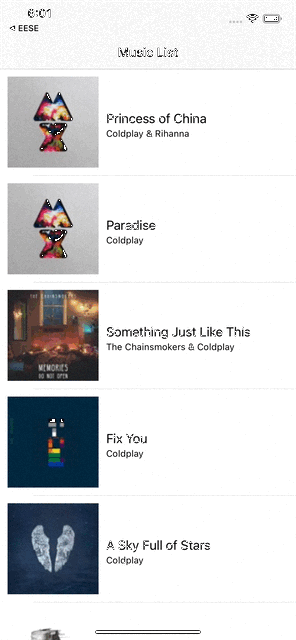 6:01
◀ EESE
Music List
Princess of China
Coldplay & Rihanna
Paradise
Coldplay
THE CHAINSMOKERS
MEMORIES
DO NOT OPEN
Something Just Like This
The Chainsmokers & Coldplay
Fix You
Coldplay
A Sky Full of Stars
Coldplay